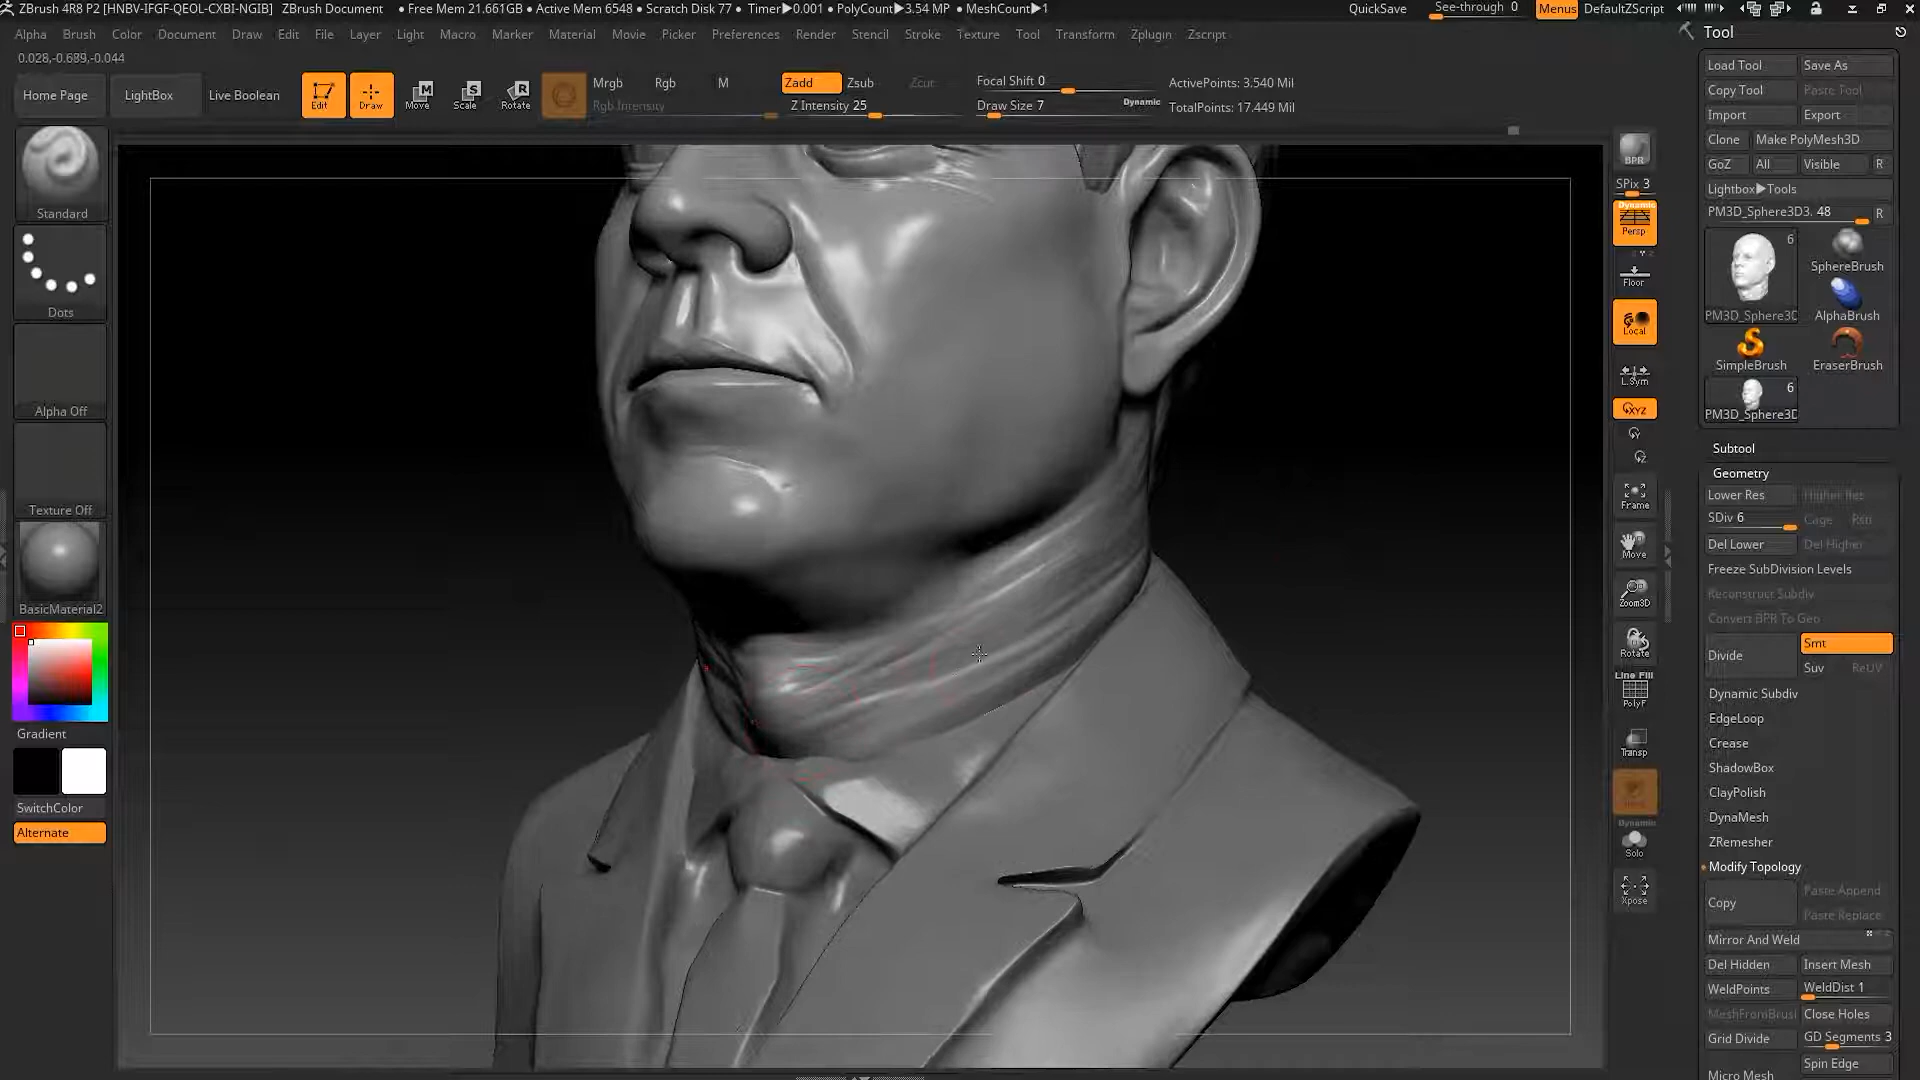 ZBrush 4R8 P2 [HNBV-IFGF-QEOL-CXBI-NGIB] ZBrush Document • Free Mem 21.661GB • Active Mem 6548 • Scratch Disk 77 • Timer▶0.001 • PolyCount▶3.54 MP • MeshCount▶1 QuickSave See-through 0 Menus DefaultZScript
Alpha Brush Color Document Draw Edit File Layer Light Macro Marker Material Movie Picker Preferences Render Stencil Stroke Texture Tool Transform Zplugin Zscript
0.028,-0.689,-0.044
Home Page LightBox Live Boolean Edit Draw Move Scale Rotate
Mrgb Rgb M
Rgb Intensity
Zadd Zsub Zcut
Z Intensity 25
Focal Shift 0
Draw Size 7 Dynamic
ActivePoints: 3.540 Mil
TotalPoints: 17.449 Mil
Standard
Dots
Alpha Off
Texture Off
BasicMaterial2
Gradient
SwitchColor
Alternate
BPR
SPix 3
Dynamic
Persp
Floor
Local
L.Sym
XYZ
Frame
Move
Zoom3D
Rotate
Line Fill
PolyF
Transp
Dynamic
Solo
Xpose
Tool
Load Tool Save As
Copy Tool Paste Tool
Import Export
Clone Make PolyMesh3D
GoZ All Visible R
Lightbox▶Tools
PM3D_Sphere3D3. 48 R
6
SphereBrush
PM3D_Sphere3D AlphaBrush
SimpleBrush EraserBrush
6
PM3D_Sphere3D
Subtool
Geometry
Lower Res Higher Res
SDiv 6 Cage Rstr
Del Lower Del Higher
Freeze SubDivision Levels
Reconstruct Subdiv
Convert BPR To Geo
Divide Smt
Suv ReUV
Dynamic Subdiv
EdgeLoop
Crease
ShadowBox
ClayPolish
DynaMesh
ZRemesher
Modify Topology
Copy Paste Append
Paste Replace
Mirror And Weld
Del Hidden Insert Mesh
WeldPoints WeldDist 1
MeshFromBrus Close Holes
Grid Divide GD Segments 3
Spin Edge
Micro Mesh